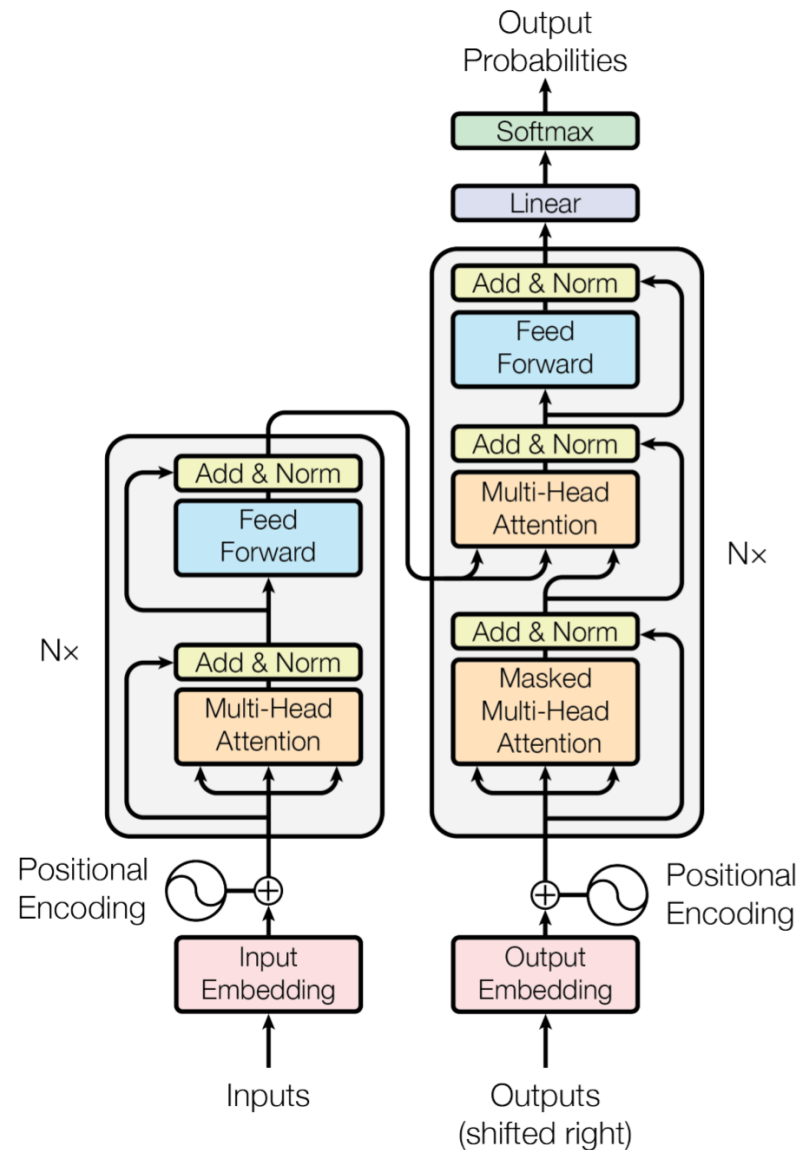 Output
Probabilities
Softmax
Linear
Add & Norm
Feed
Forward
Add & Norm
Multi-Head
Attention
Add & Norm
Masked
Multi-Head
Attention
Nx
Add & Norm
Feed
Forward
Add & Norm
Multi-Head
Attention
Nx
Positional
Encoding
Positional
Encoding
Input
Embedding
Output
Embedding
Inputs
Outputs
(shifted right)